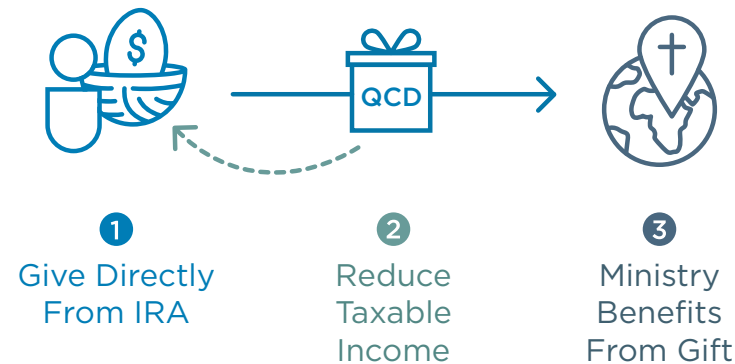 $
QCD
1
Give Directly
From IRA
2
Reduce
Taxable
Income
3
Ministry
Benefits
From Gift